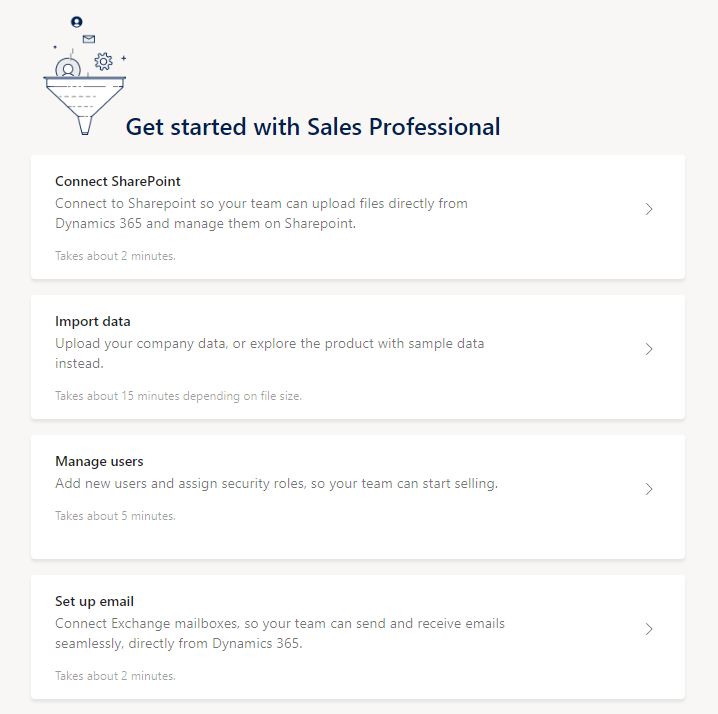 Get started with Sales Professional
Connect SharePoint
Connect to Sharepoint so your team can upload files directly from
Dynamics 365 and manage them on Sharepoint.
Takes about 2 minutes.
Import data
Upload your company data, or explore the product with sample data
instead.
Takes about 15 minutes depending on file size.
Manage users
Add new users and assign security roles, so your team can start selling.
Takes about 5 minutes.
Set up email
Connect Exchange mailboxes, so your team can send and receive emails
seamlessly, directly from Dynamics 365.
Takes about 2 minutes.